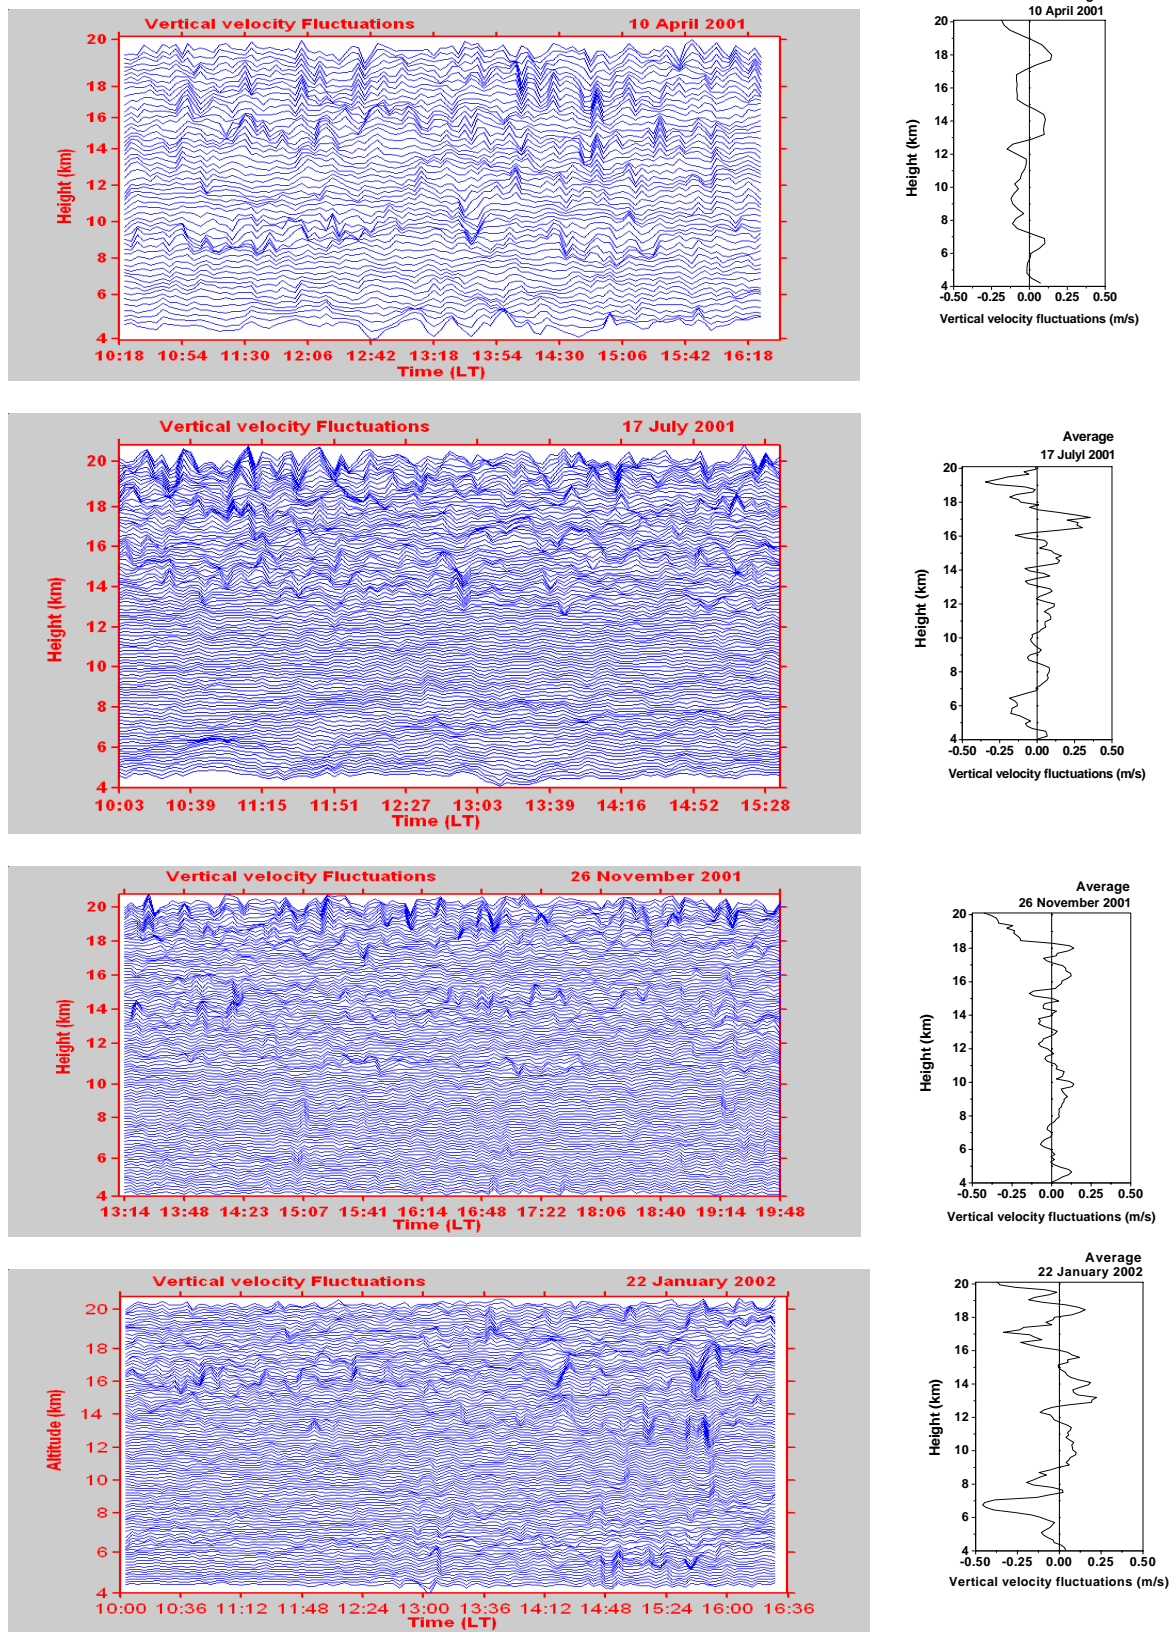 Vertical velocity Fluctuations 10 April 2001
20
18
16
14
12
10
8
6
4
Height (km)
10:18 10:54 11:30 12:06 12:42 13:18 13:54 14:30 15:06 15:42 16:18
Time (LT)
10 April 2001
20
18
16
14
12
10
8
6
4
Height (km)
-0.50 -0.25 0.00 0.25 0.50
Vertical velocity fluctuations (m/s)
Vertical velocity Fluctuations 17 July 2001
20
18
16
14
12
10
8
6
4
Height (km)
10:03 10:39 11:15 11:51 12:27 13:03 13:39 14:16 14:52 15:28
Time (LT)
Average
17 Julyl 2001
20
18
16
14
12
10
8
6
4
Height (km)
-0.50 -0.25 0.00 0.25 0.50
Vertical velocity fluctuations (m/s)
Vertical velocity Fluctuations 26 November 2001
20
18
16
14
12
10
8
6
4
Height (km)
13:14 13:48 14:23 15:07 15:41 16:14 16:48 17:22 18:06 18:40 19:14 19:48
Time (LT)
Average
26 November 2001
20
18
16
14
12
10
8
6
4
Height (km)
-0.50 -0.25 0.00 0.25 0.50
Vertical velocity fluctuations (m/s)
Vertical velocity Fluctuations 22 January 2002
20
18
16
14
12
10
8
6
4
Altitude (km)
10:00 10:36 11:12 11:48 12:24 13:00 13:36 14:12 14:48 15:24 16:00 16:36
Time (LT)
Average
22 January 2002
20
18
16
14
12
10
8
6
4
Height (km)
-0.50 -0.25 0.00 0.25 0.50
Vertical velocity fluctuations (m/s)